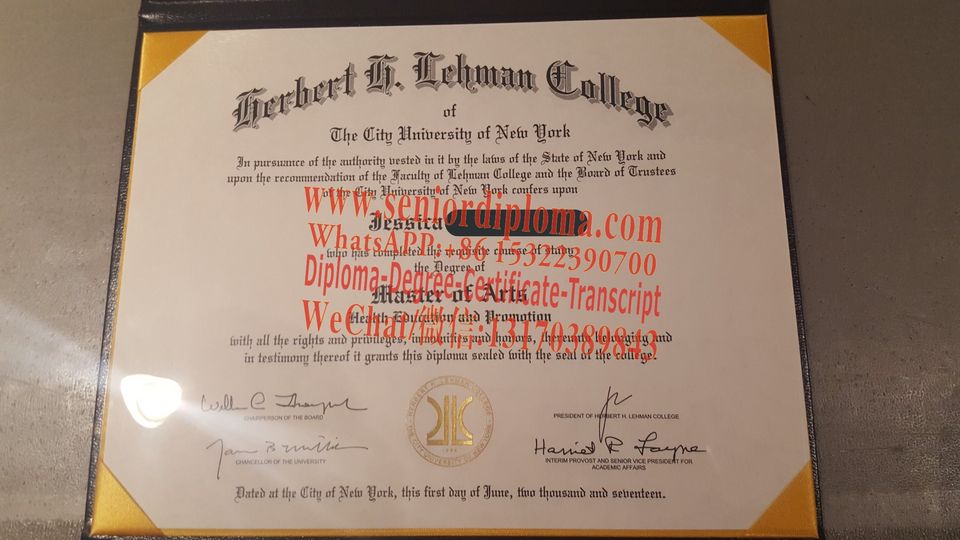 Herbert H. Lehman College
of
The City University of New York
In pursuance of the authority vested in it by the laws of the State of New York and
upon the recommendation of the Faculty of Lehman College and the Board of Trustees
of the City University of New York confers upon
www.seniordiploma.com
Jessica
WhatsAPP:+86 15322390700
who has completed the requisite course of study
the Degree of
Diploma-Degree-Certificate-Transcript
Master of Arts
Health Education and Promotion
WeChat/微信:13170389843
with all the rights and privileges, immunities and honors, thereunto belonging and
in testimony thereof it grants this diploma sealed with the seal of the college.
CHAIRPERSON OF THE BOARD
PRESIDENT OF HERBERT H. LEHMAN COLLEGE
CHANCELLOR OF THE UNIVERSITY
Harriet R. Fayne
INTERIM PROVOST AND SENIOR VICE PRESIDENT FOR
ACADEMIC AFFAIRS
Dated at the City of New York, this first day of June, two thousand and seventeen.